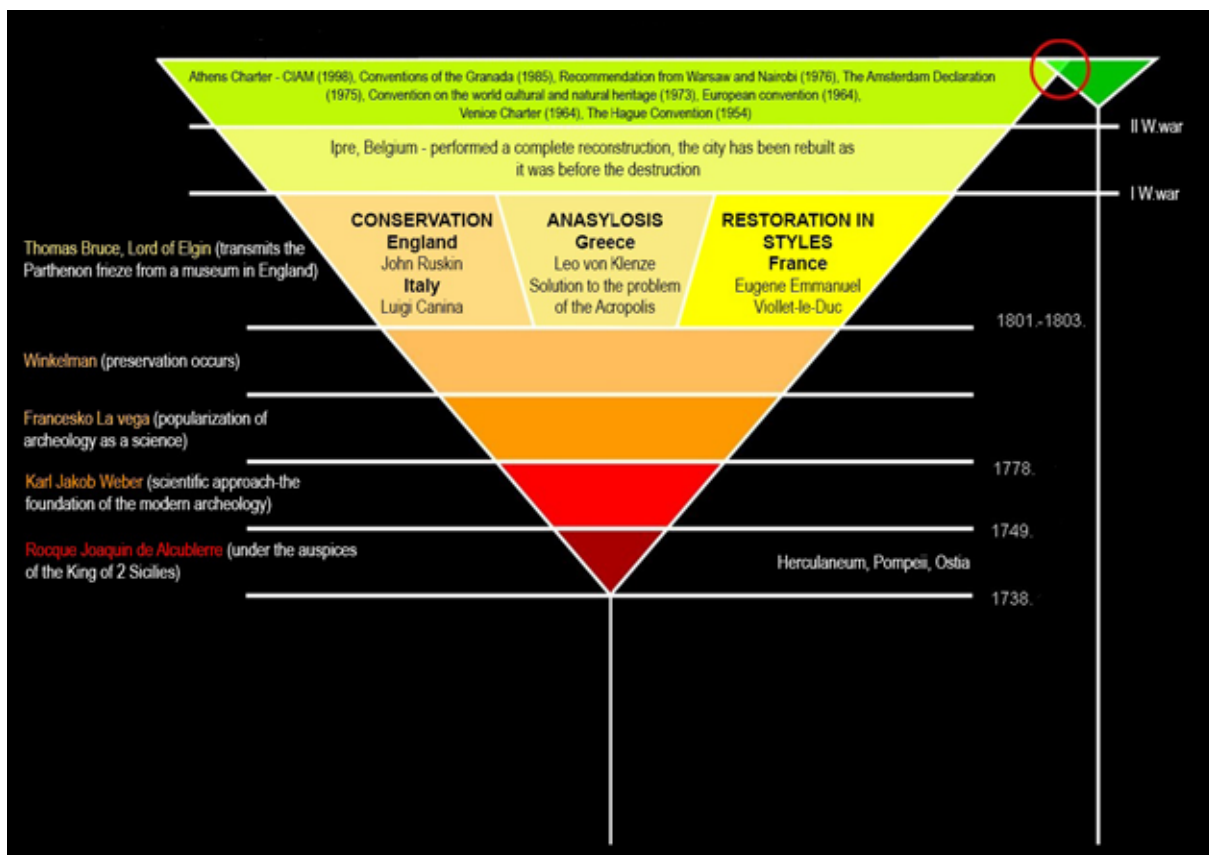 Athens Charter - CIAM (1998), Conventions of the Granada (1985), Recommendation from Warsaw and Nairobi (1976), The Amsterdam Declaration
(1975), Convention on the world cultural and natural heritage (1973), European convention (1964),
Venice Charter (1964), The Hague Convention (1954)
II W.war
Ipre, Belgium - performed a complete reconstruction, the city has been rebuilt as
it was before the destruction
I W.war
CONSERVATION
England
John Ruskin
Italy
Luigi Canina
ANASYLOSIS
Greece
Leo von Klenze
Solution to the problem
of the Acropolis
RESTORATION IN
STYLES
France
Eugene Emmanuel
Viollet-le-Duc
Thomas Bruce, Lord of Elgin (transmits the
Parthenon frieze from a museum in England)
1801.-1803.
Winkelman (preservation occurs)
Francesko La vega (popularization of
archeology as a science)
1778.
Karl Jakob Weber (scientific approach-the
foundation of the modern archeology)
1749.
Rocque Joaquin de Alcublerre (under the auspices
of the King of 2 Sicilies)
Herculaneum, Pompeii, Ostia
1738.